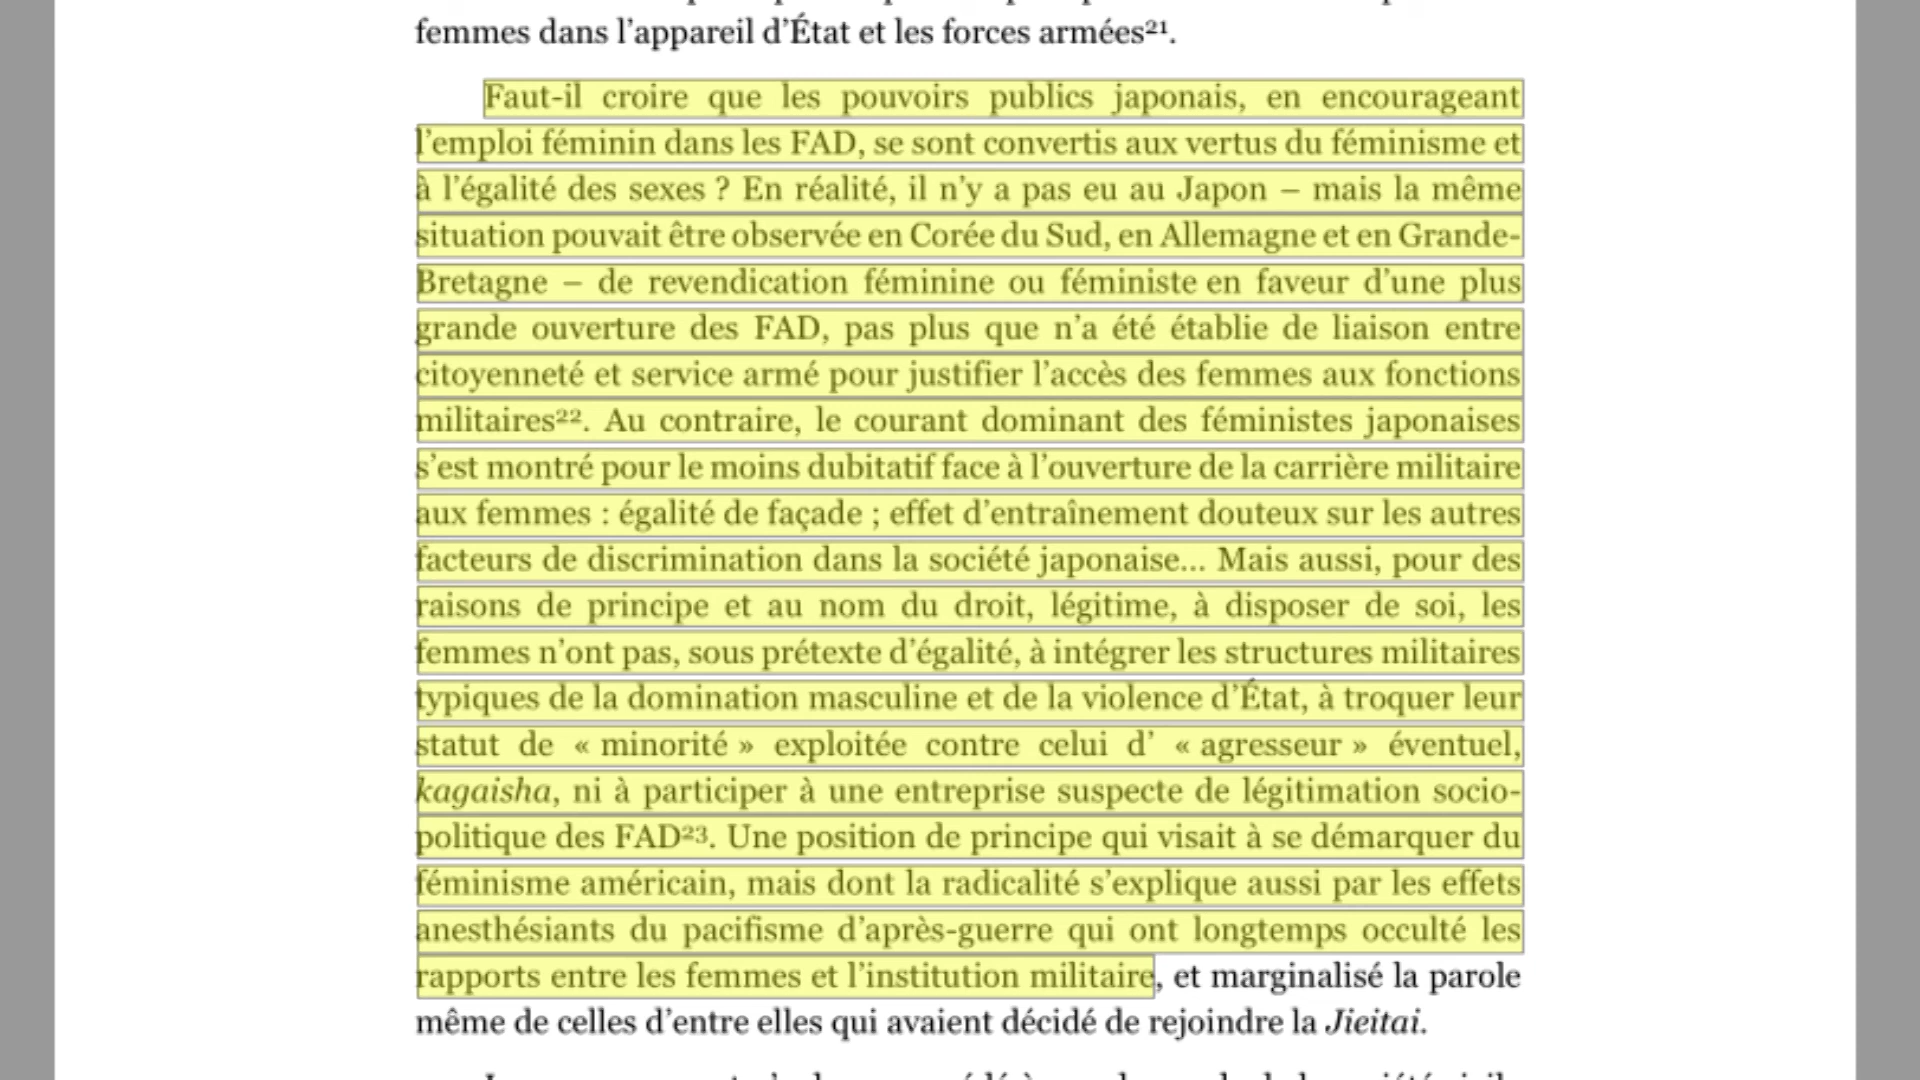 femmes dans l’appareil d’État et les forces armées²¹.
Faut-il croire que les pouvoirs publics japonais, en encourageant
l’emploi féminin dans les FAD, se sont convertis aux vertus du féminisme et
à l’égalité des sexes ? En réalité, il n’y a pas eu au Japon – mais la même
situation pouvait être observée en Corée du Sud, en Allemagne et en Grande-
Bretagne – de revendication féminine ou féministe en faveur d’une plus
grande ouverture des FAD, pas plus que n’a été établie de liaison entre
citoyenneté et service armé pour justifier l’accès des femmes aux fonctions
militaires²². Au contraire, le courant dominant des féministes japonaises
s’est montré pour le moins dubitatif face à l’ouverture de la carrière militaire
aux femmes : égalité de façade ; effet d’entraînement douteux sur les autres
facteurs de discrimination dans la société japonaise... Mais aussi, pour des
raisons de principe et au nom du droit, légitime, à disposer de soi, les
femmes n’ont pas, sous prétexte d’égalité, à intégrer les structures militaires
typiques de la domination masculine et de la violence d’État, à troquer leur
statut de « minorité » exploitée contre celui d’ « agresseur » éventuel,
kagaisha, ni à participer à une entreprise suspecte de légitimation socio-
politique des FAD²³. Une position de principe qui visait à se démarquer du
féminisme américain, mais dont la radicalité s’explique aussi par les effets
anesthésiants du pacifisme d’après-guerre qui ont longtemps occulté les
rapports entre les femmes et l’institution militaire, et marginalisé la parole
même de celles d’entre elles qui avaient décidé de rejoindre la Jieitai.